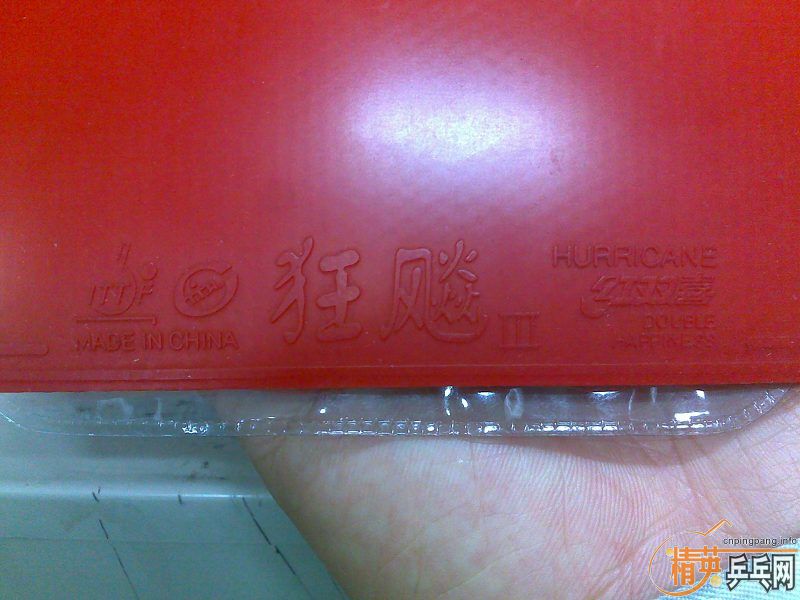 ITTF
MADE IN CHINA
狂飚 III
HURRICANE
红双喜
DOUBLE
HAPPINESS
cnpingpang.info
精英乒乓网